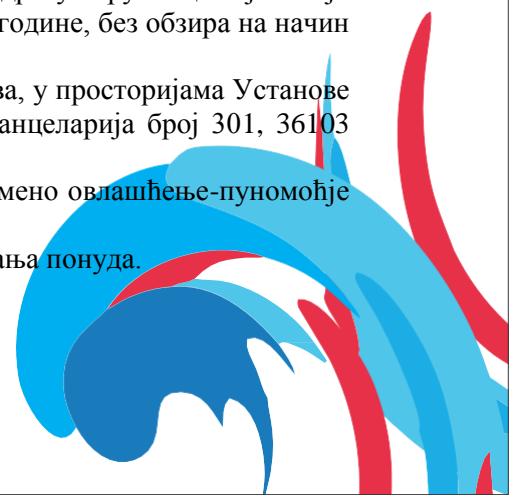 године, без обзира на начин
ва, у просторијама Установе
анцеларија број 301, 36103
мено овлашћење-пуномоћје
ања понуда.